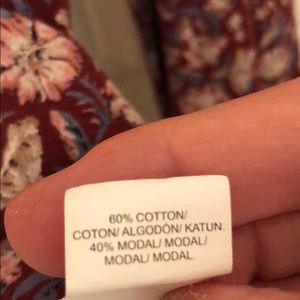 60% COTTON/
COTON/ ALGODÓN/ KATUN.
40% MODAL/ MODAL/
MODAL/ MODAL.